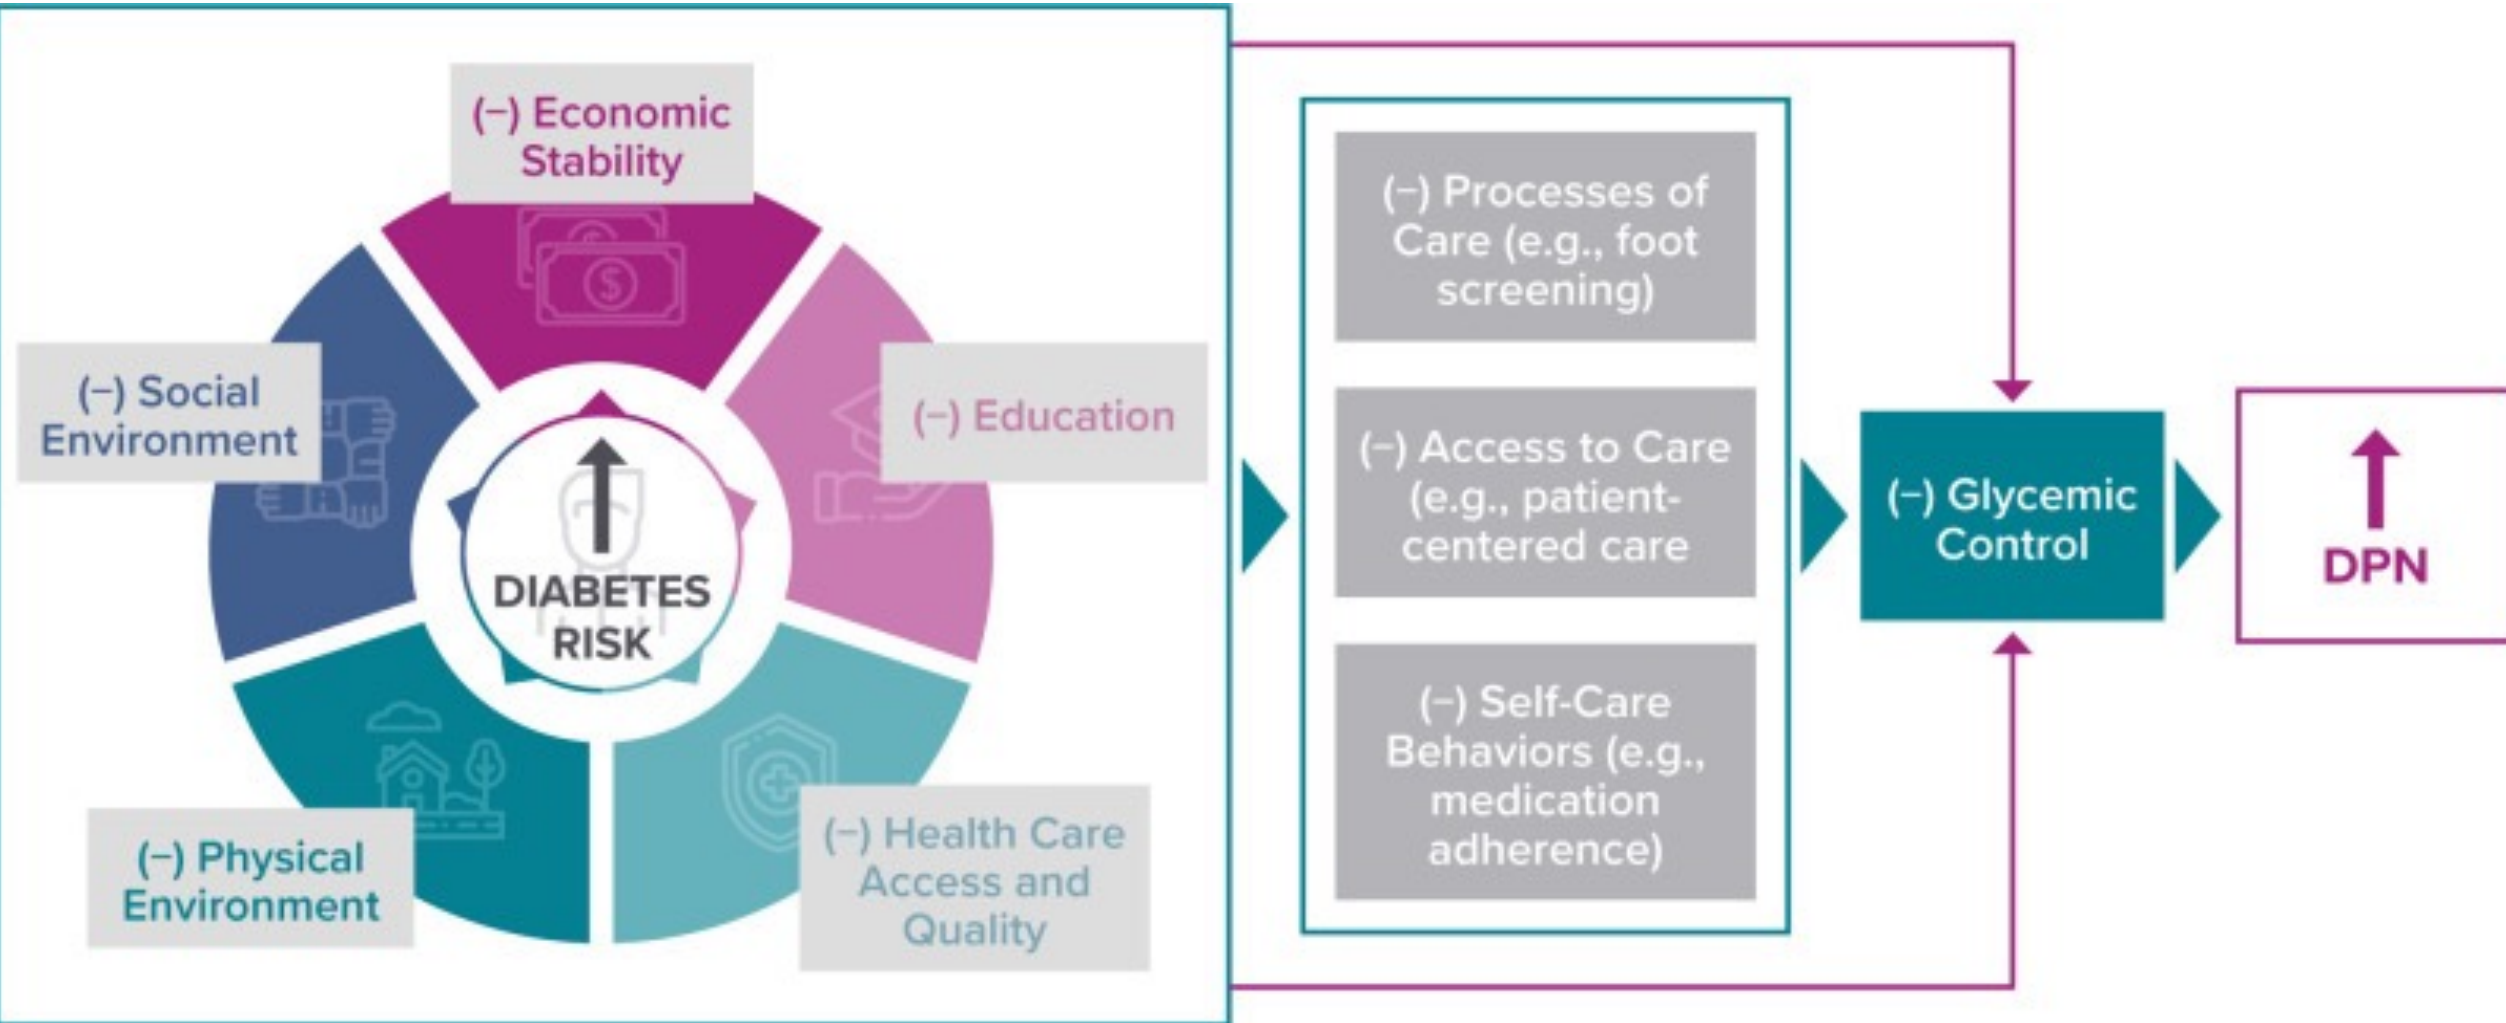 (–) Economic
Stability
(–) Social
Environment
(–) Education
DIABETES
RISK
(–) Physical
Environment
(–) Health Care
Access and
Quality
(–) Processes of
Care (e.g., foot
screening)
(–) Access to Care
(e.g., patient-
centered care
(–) Self-Care
Behaviors (e.g.,
medication
adherence)
(–) Glycemic
Control
DPN